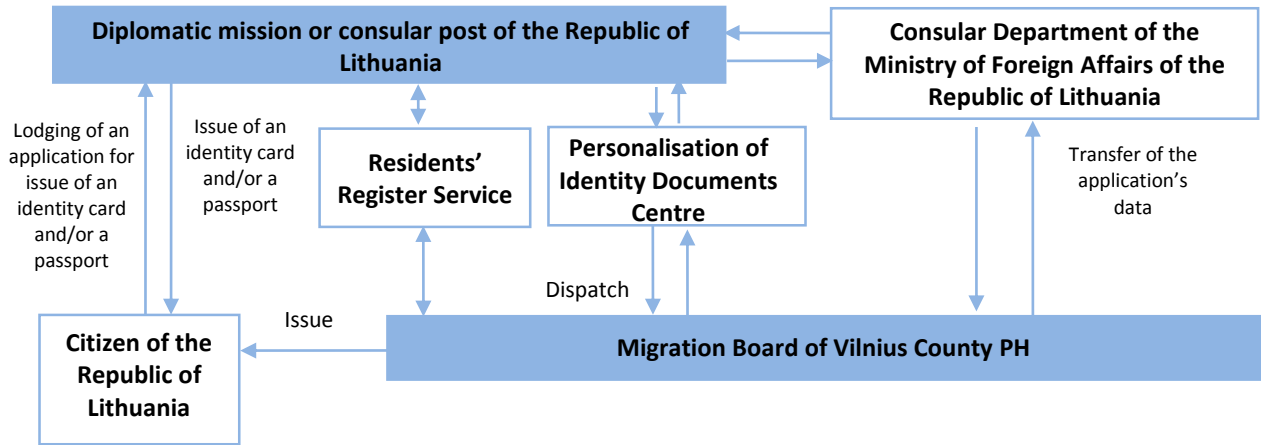 Diplomatic mission or consular post of the Republic of
Lithuania
Consular Department of the
Ministry of Foreign Affairs of the
Republic of Lithuania
Lodging of an
application for
issue of an
identity card
and/or a
passport
Issue of an
identity card
and/or a
passport
Residents’
Register Service
Personalisation of
Identity Documents
Centre
Transfer of the
application’s
data
Dispatch
Issue
Citizen of the
Republic of
Lithuania
Migration Board of Vilnius County PH